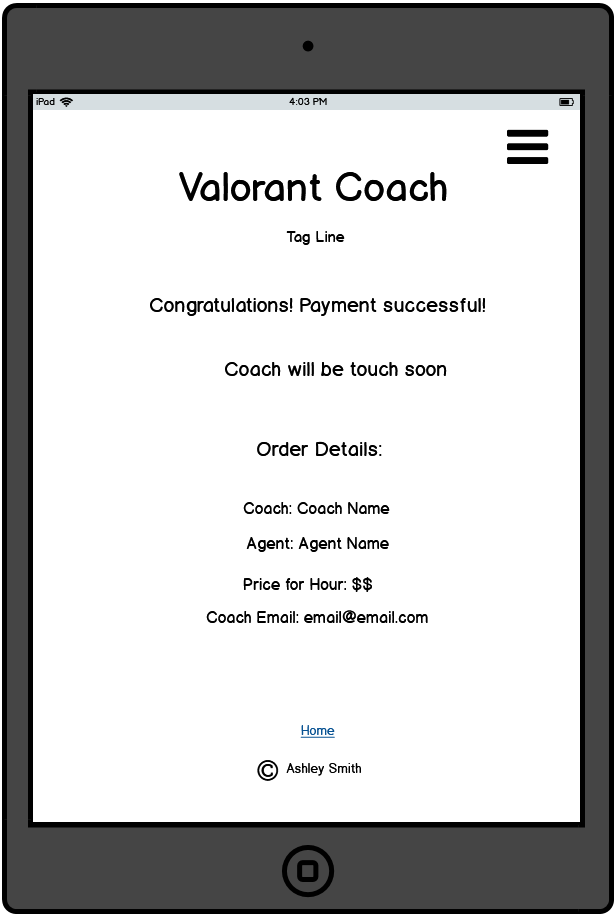 iPad 4:03 PM
Valorant Coach
Tag Line
Congratulations! Payment successful!
Coach will be touch soon
Order Details:
Coach: Coach Name
Agent: Agent Name
Price for Hour: $$
Coach Email: email@email.com
Home
© Ashley Smith